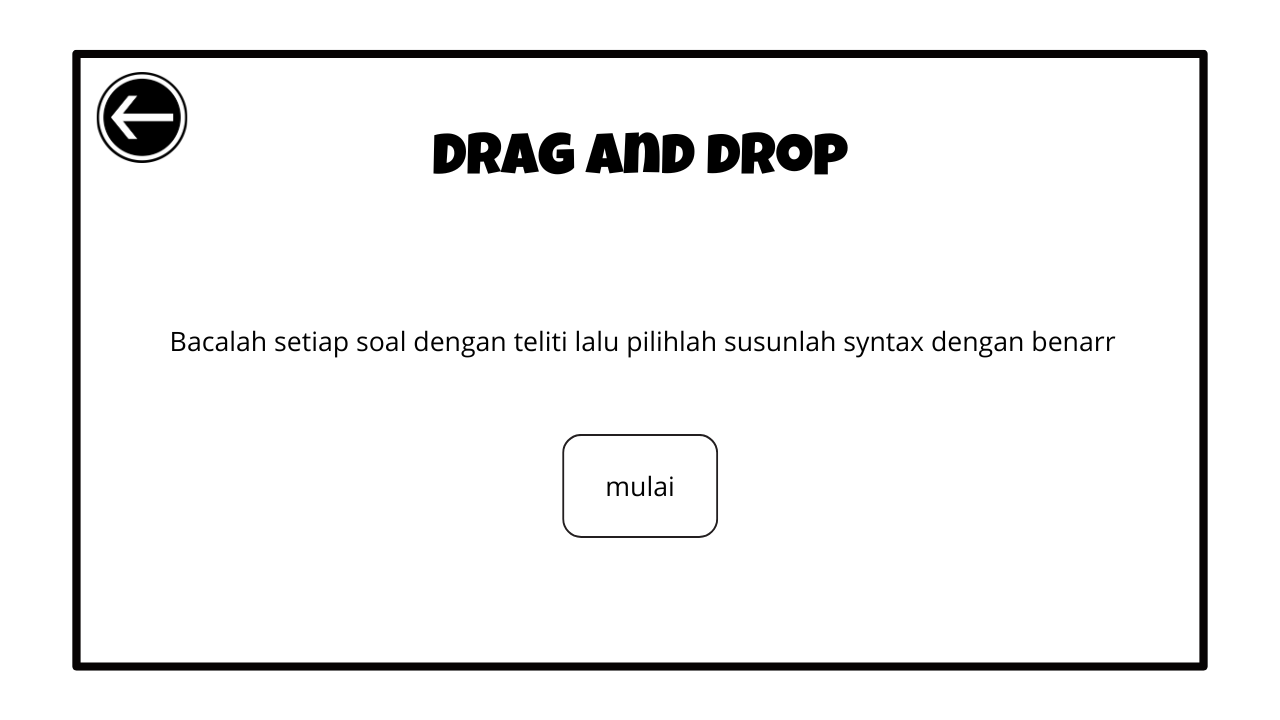 DRAG AND DROP
Bacalah setiap soal dengan teliti lalu pilihlah susunlah syntax dengan benarr
mulai